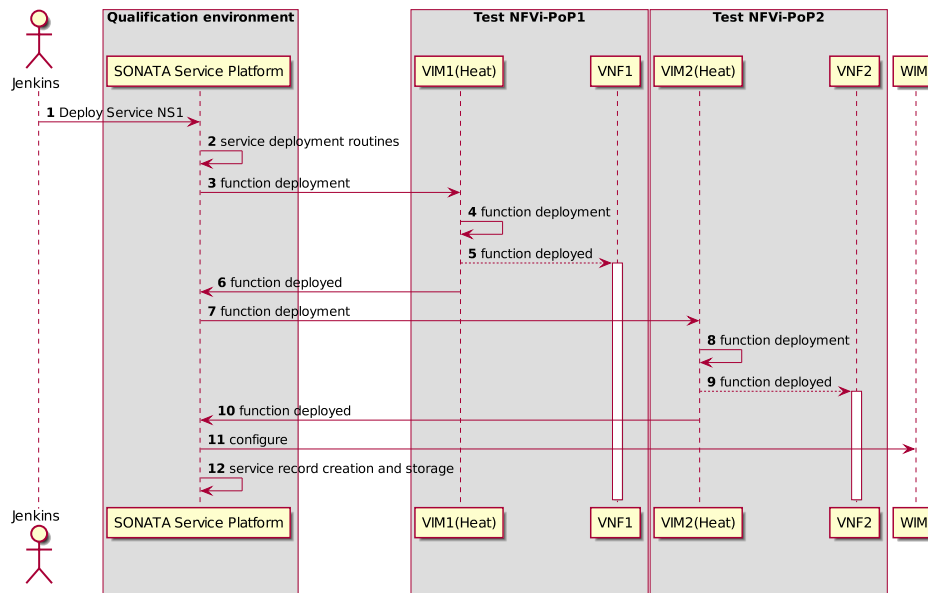 Qualification environment
Test NFVi-PoP1
Test NFVi-PoP2
Jenkins
SONATA Service Platform
VIM1(Heat)
VNF1
VIM2(Heat)
VNF2
WIM
1 Deploy Service NS1
2 service deployment routines
3 function deployment
4 function deployment
5 function deployed
6 function deployed
7 function deployment
8 function deployment
9 function deployed
10 function deployed
11 configure
12 service record creation and storage
Jenkins
SONATA Service Platform
VIM1(Heat)
VNF1
VIM2(Heat)
VNF2
WIM